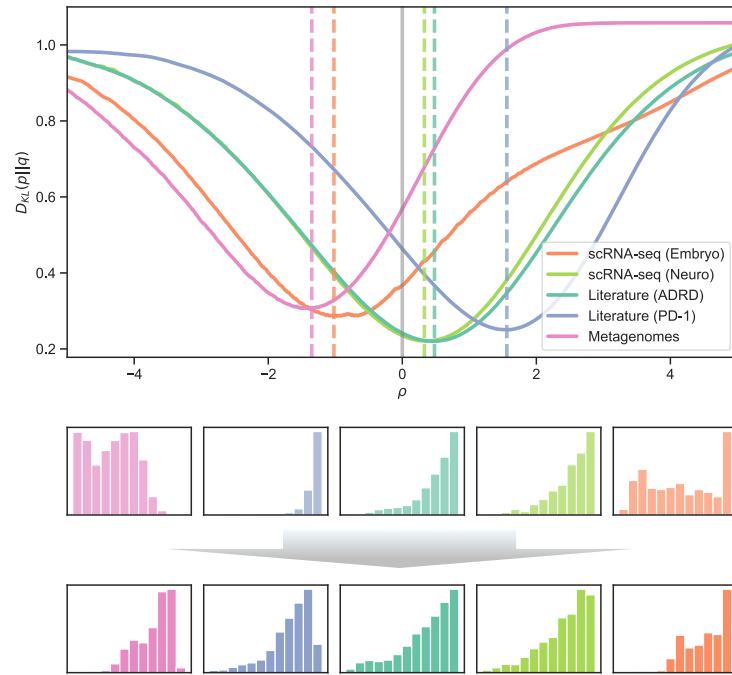 1.0
0.8
0.6
0.4
0.2
D_KL(p||q)
−4
−2
0
2
4
ρ
scRNA-seq (Embryo)
scRNA-seq (Neuro)
Literature (ADRD)
Literature (PD-1)
Metagenomes